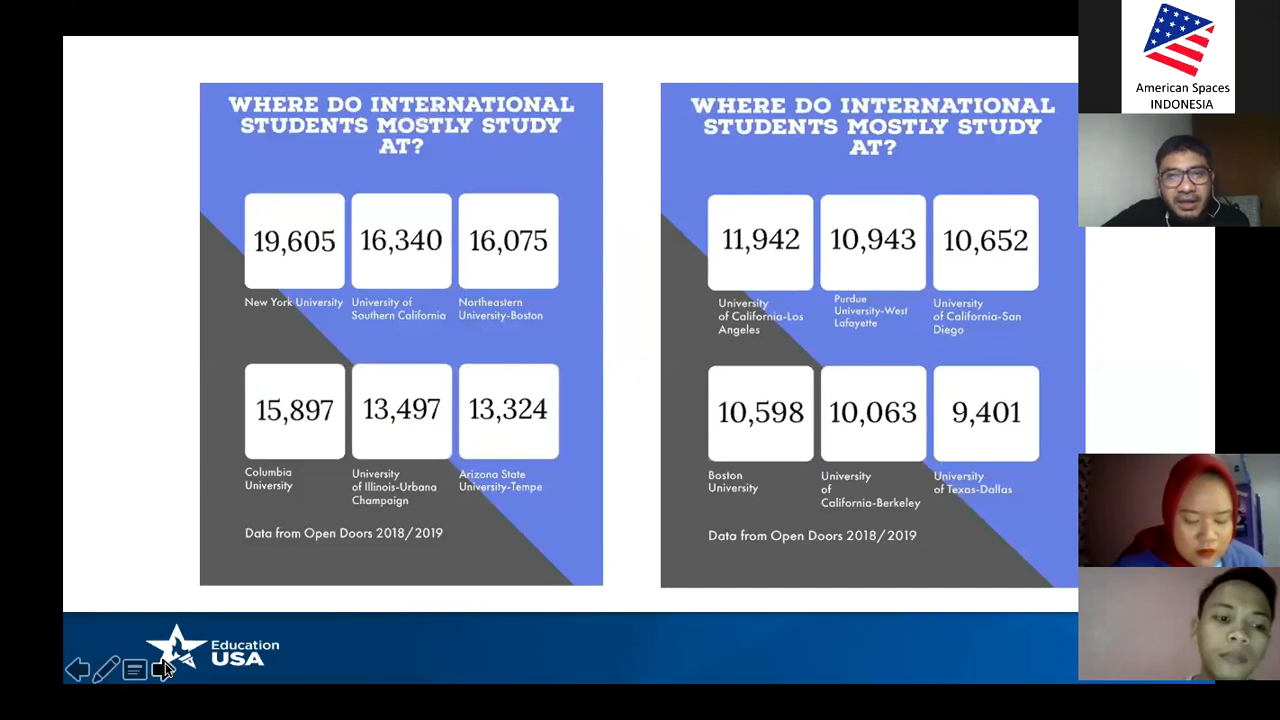 WHERE DO INTERNATIONAL
STUDENTS MOSTLY STUDY
AT?
19,605
16,340
16,075
New York University
University of
Southern California
Northeastern
University-Boston
15,897
13,497
13,324
Columbia
University
University
of Illinois-Urbana
Champaign
Arizona State
University-Tempe
Data from Open Doors 2018/2019
WHERE DO INTERNATIONAL
STUDENTS MOSTLY STUDY
AT?
11,942
10,943
10,652
University
of California-Los
Angeles
Purdue
University-West
Lafayette
University
of California-San
Diego
10,598
10,063
9,401
Boston
University
University
of
California-Berkeley
University
of Texas-Dallas
Data from Open Doors 2018/2019
American Spaces
INDONESIA
Education
USA